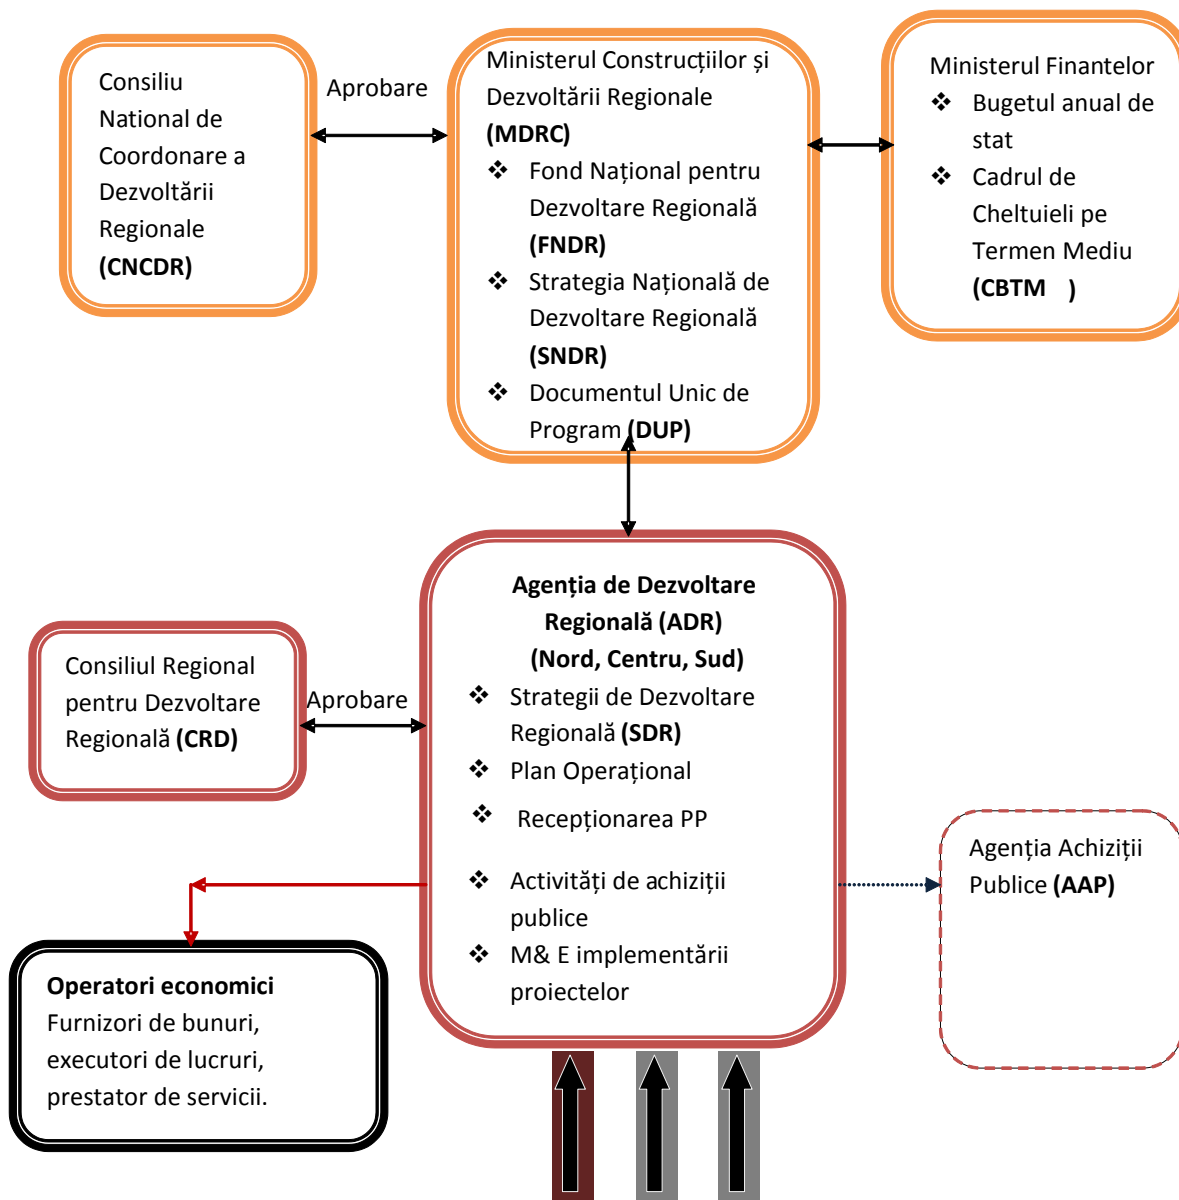 Consiliu
National de
Coordonare a
Dezvoltării
Regionale
(CNCDR)
Aprobare
Ministerul Construcțiilor și
Dezvoltării Regionale
(MDRC)
❖ Fond Național pentru
Dezvoltare Regională
(FNDR)
❖ Strategia Națională de
Dezvoltare Regională
(SNDR)
❖ Documentul Unic de
Program (DUP)
Ministerul Finantelor
❖ Bugetul anual de
stat
❖ Cadrul de
Cheltuieli pe
Termen Mediu
(CBTM )
Consiliul Regional
pentru Dezvoltare
Regională (CRD)
Aprobare
Agenția de Dezvoltare
Regională (ADR)
(Nord, Centru, Sud)
❖ Strategii de Dezvoltare
Regională (SDR)
❖ Plan Operațional
❖ Recepționarea PP
❖ Activități de achiziții
publice
❖ M& E implementării
proiectelor
Agenția Achiziții
Publice (AAP)
Operatori economici
Furnizori de bunuri,
executori de lucruri,
prestator de servicii.